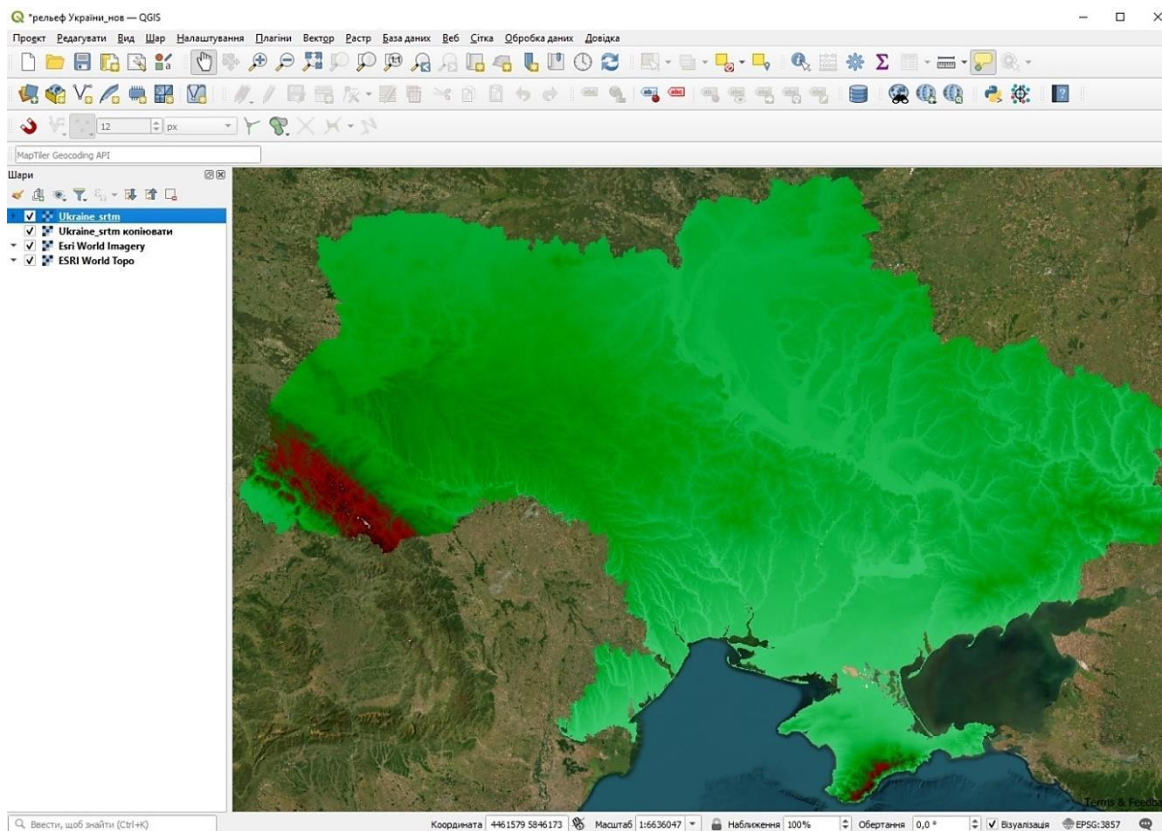 *рельеф України_нов — QGIS
Проєкт Редагувати Вид Шар Налаштування Плагіни Вектор Растр База даних Веб Сітка Обробка даних Довідка
12 px
MapTiler Geocoding API
Шари
Ukraine_srtm
Ukraine_srtm копіювати
Esri World Imagery
ESRI World Topo
Terms & Feedba
Ввести, щоб знайти (Ctrl+K) Координата 4461579 5846173 Масштаб 1:6636047 Наближення 100% Обертання 0,0 ° Візуалізація EPSG:3857